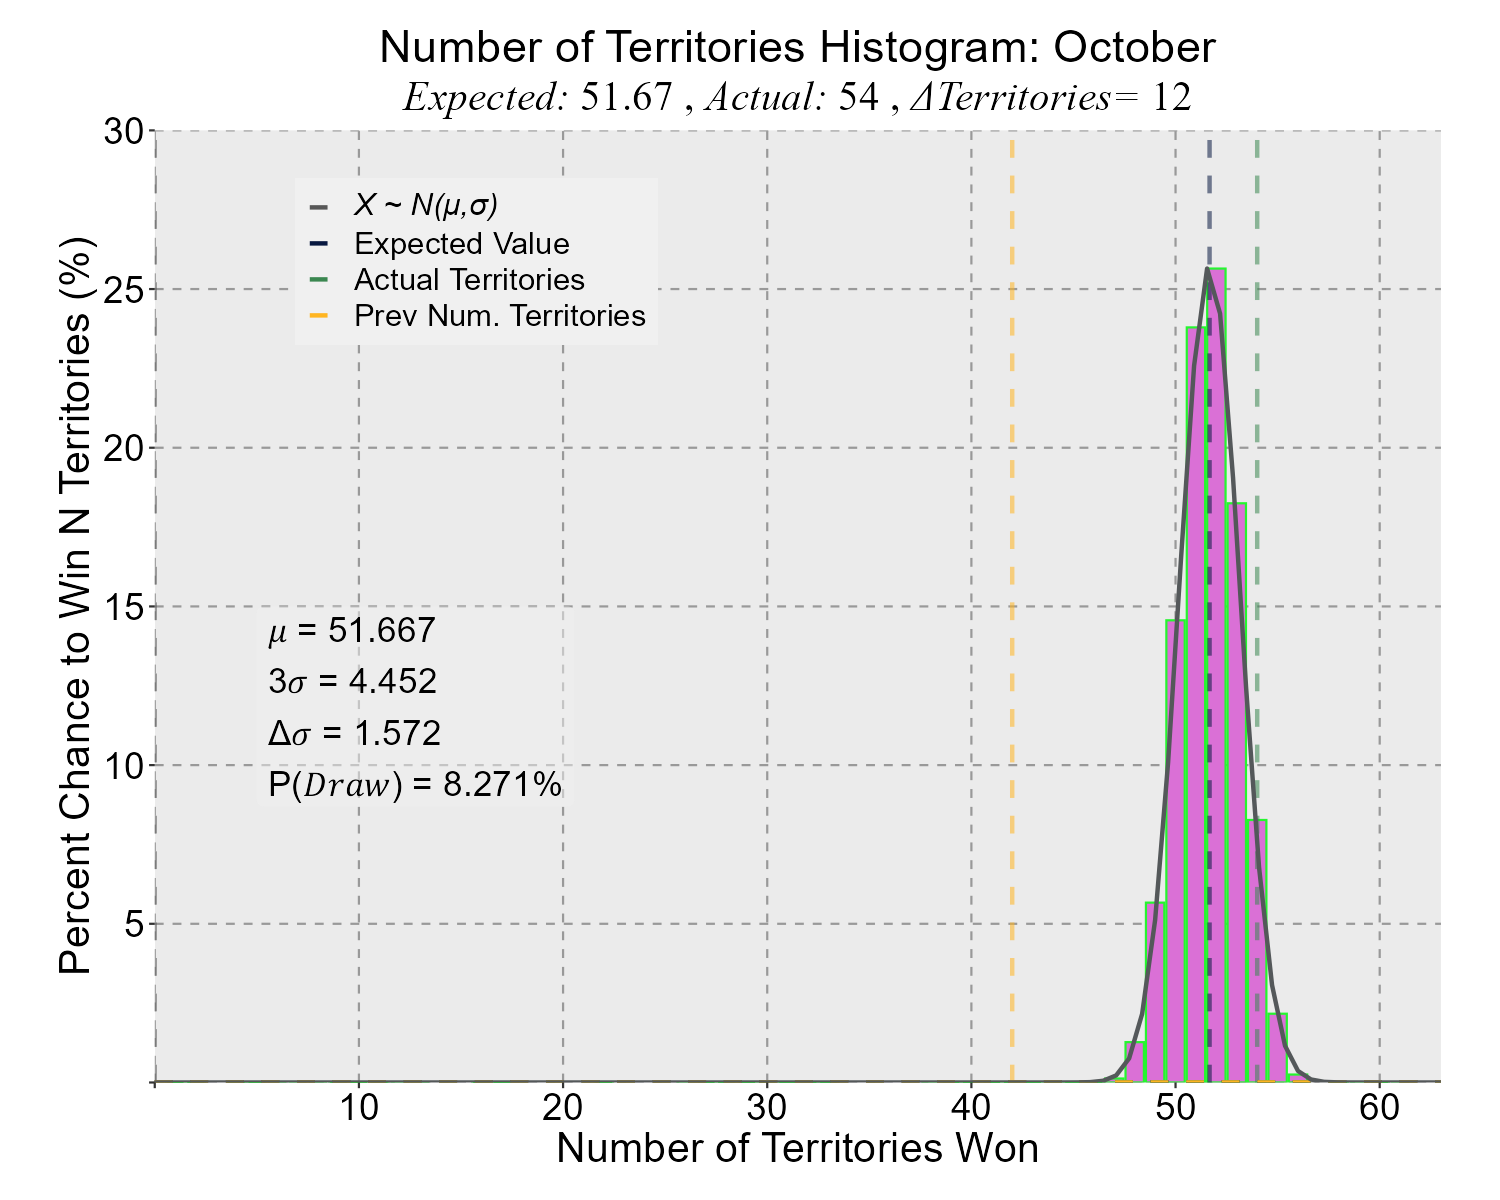 Number of Territories Histogram: October
Expected: 51.67 , Actual: 54 , ΔTerritories= 12
30
25
20
15
10
5
Percent Chance to Win N Territories (%)
X ~ N(μ,σ)
Expected Value
Actual Territories
Prev Num. Territories
μ = 51.667
3σ = 4.452
Δσ = 1.572
P(Draw) = 8.271%
10 20 30 40 50 60
Number of Territories Won